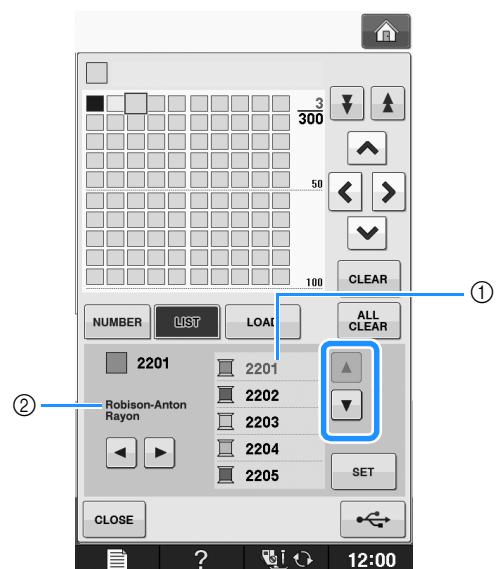 3
300
50
100
CLEAR
①
NUMBER LIST LOAD ALL
CLEAR
2201
②
Robison-Anton
Rayon
2201
2202
2203
2204
2205
SET
CLOSE
? 12:00